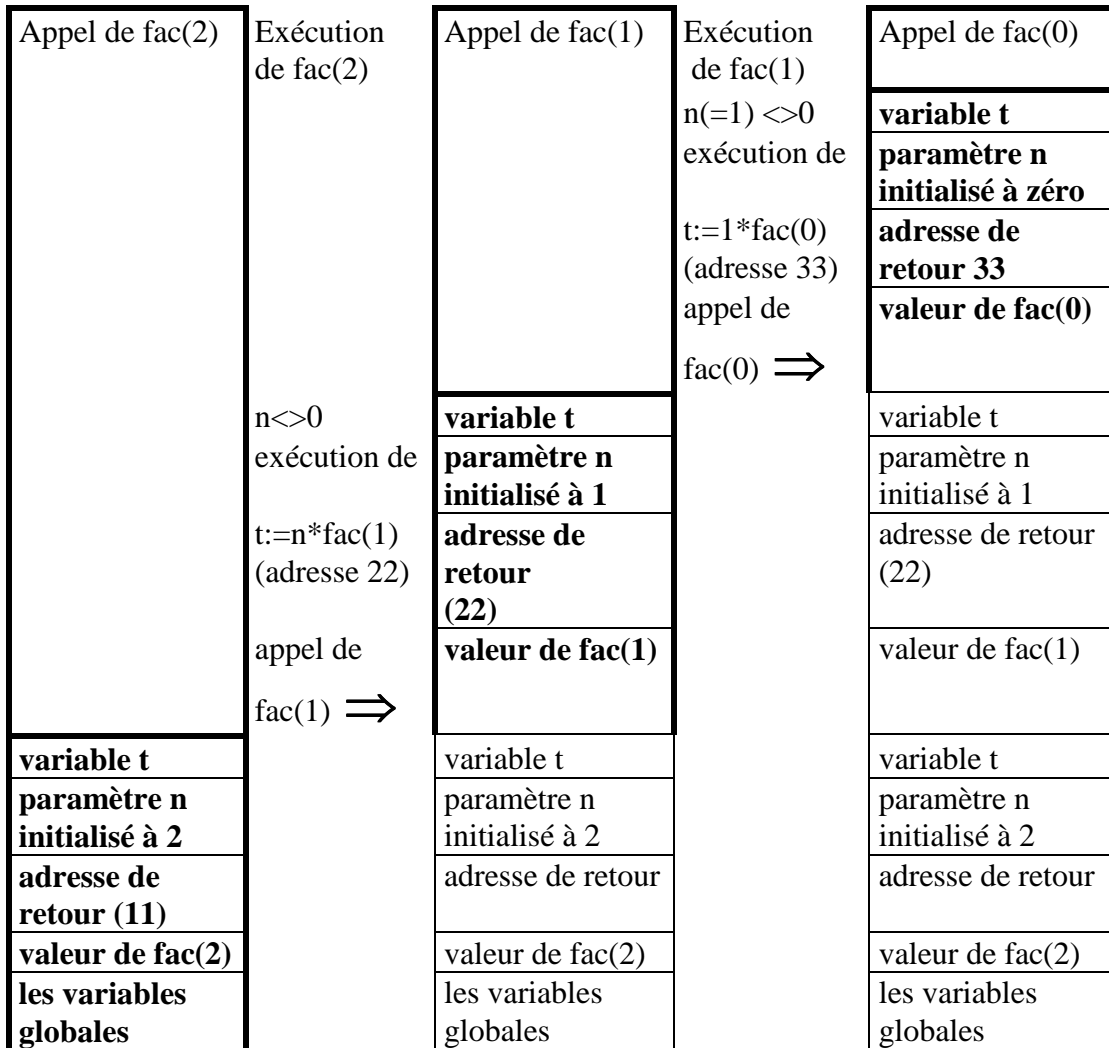 Appel de fac(2)
Exécution
de fac(2)
n<>0
exécution de
t:=n*fac(1)
(adresse 22)
appel de
fac(1) ⇒
variable t
paramètre n
initialisé à 2
adresse de
retour (11)
valeur de fac(2)
les variables
globales
Appel de fac(1)
variable t
paramètre n
initialisé à 1
adresse de
retour
(22)
valeur de fac(1)
variable t
paramètre n
initialisé à 2
adresse de retour
valeur de fac(2)
les variables
globales
Exécution
de fac(1)
n(=1) <>0
exécution de
t:=1*fac(0)
(adresse 33)
appel de
fac(0) ⇒
Appel de fac(0)
variable t
paramètre n
initialisé à zéro
adresse de
retour 33
valeur de fac(0)
variable t
paramètre n
initialisé à 1
adresse de retour
(22)
valeur de fac(1)
variable t
paramètre n
initialisé à 2
adresse de retour
valeur de fac(2)
les variables
globales